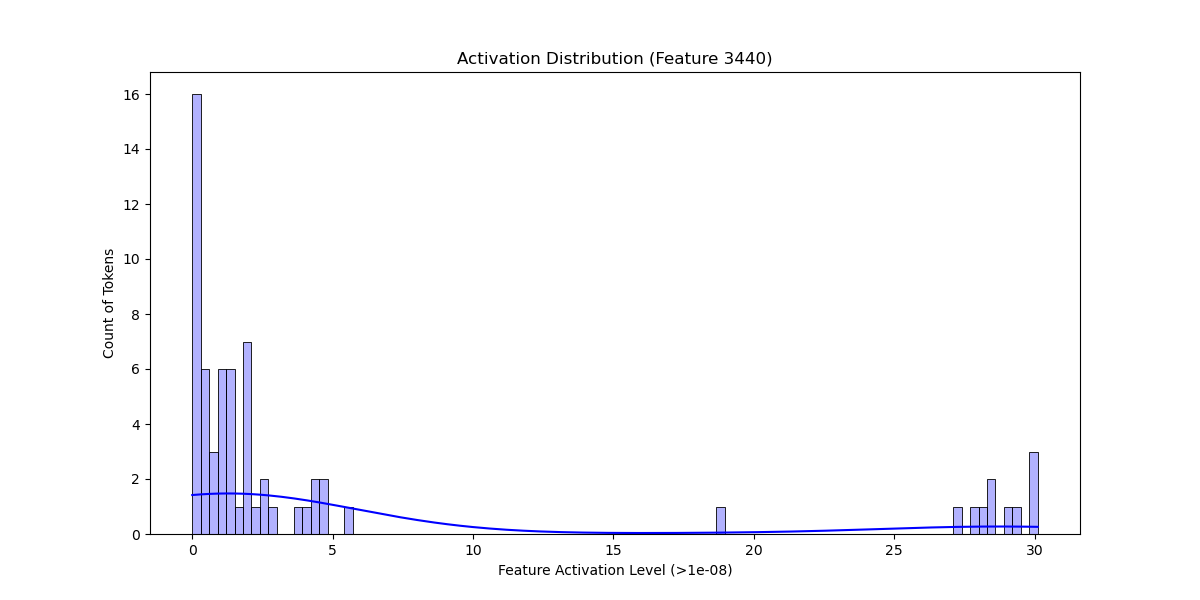 Activation Distribution (Feature 3440)
16
14
12
10
8
6
4
2
0
Count of Tokens
0 5 10 15 20 25 30
Feature Activation Level (>1e-08)